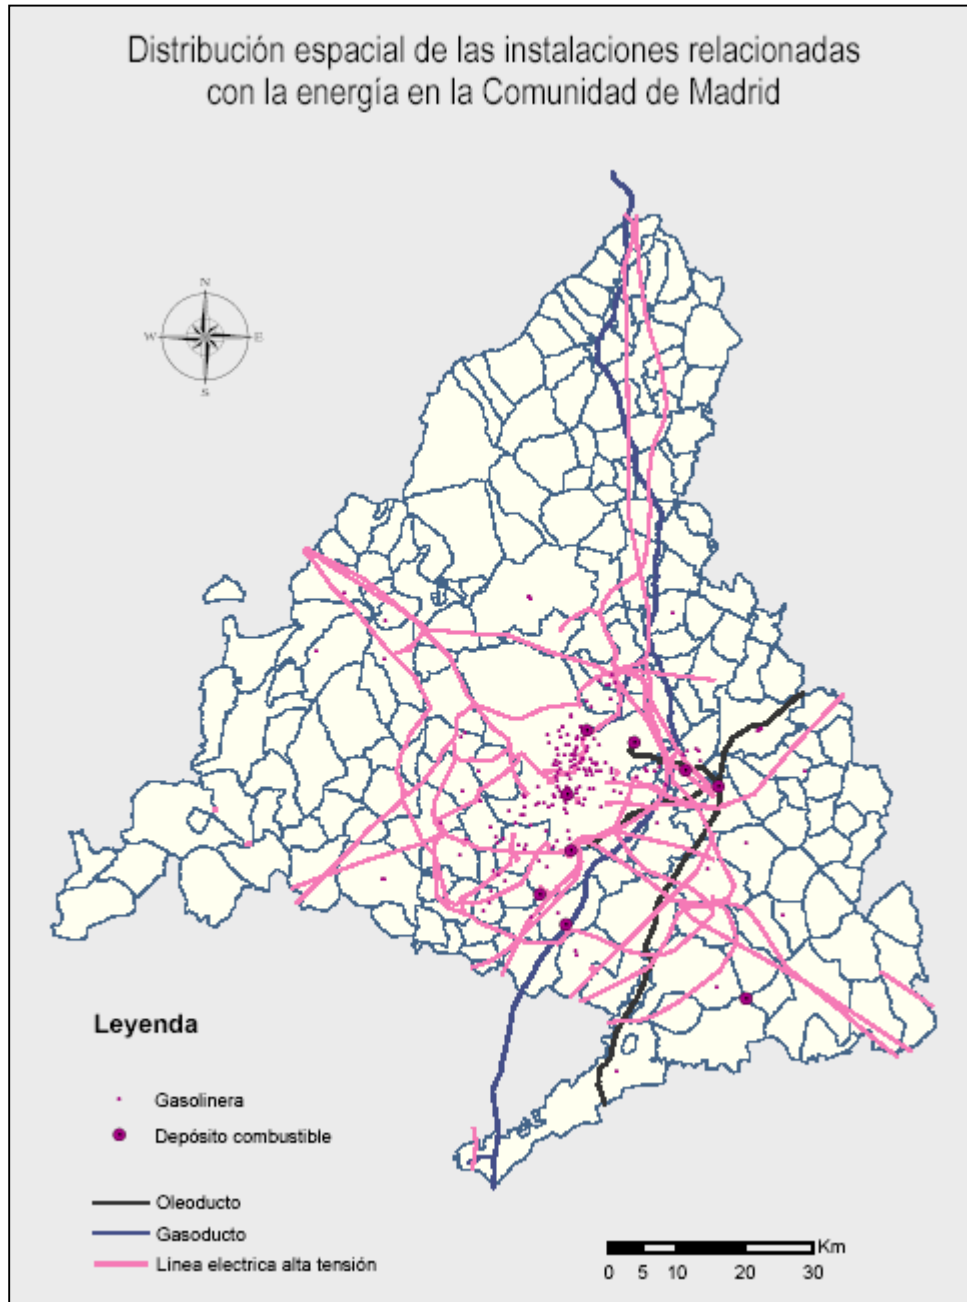 Distribución espacial de las instalaciones relacionadas
con la energía en la Comunidad de Madrid
N
W E
S
Leyenda
Gasolinera
Depósito combustible
Oleoducto
Gasoducto
Línea electrica alta tensión
Km
0 5 10 20 30